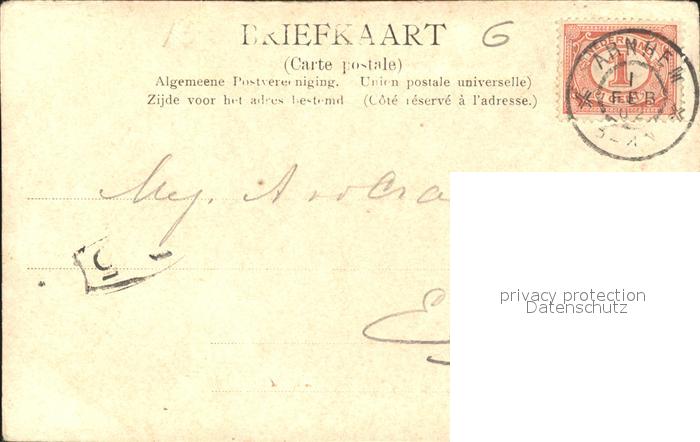 BRIEFKAART 6
(Carte postale)
Algemeene Postvereeniging. Union postale universelle)
Zijde voor het adres bestemd (Côté réservé à l'adresse.)
NEDERLAND
1
ARNHEM
1
FEB
Mej. A
privacy protection
Datenschutz